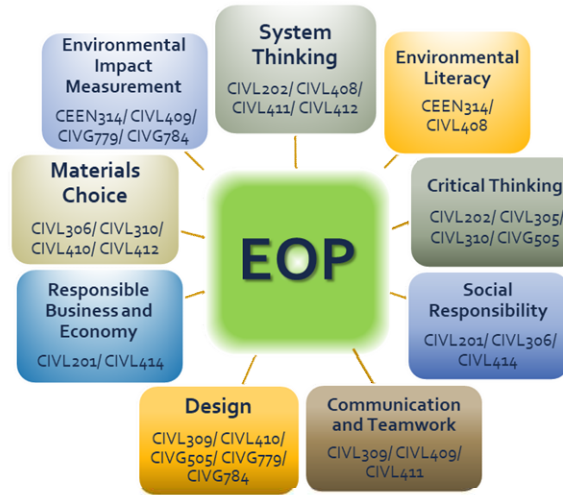 System
Thinking
CIVL202/ CIVL408/
CIVL411/ CIVL412
Environmental
Literacy
CEEN314/
CIVL408
Critical Thinking
CIVL202/ CIVL305/
CIVL310/ CIVG505
Social
Responsibility
CIVL201/ CIVL306/
CIVL414
Communication
and Teamwork
CIVL309/ CIVL409/
CIVL411
Design
CIVL309/ CIVL410/
CIVG505/ CIVG779/
CIVG784
Responsible
Business and
Economy
CIVL201/ CIVL414
Materials
Choice
CIVL306/ CIVL310/
CIVL410/ CIVL412
Environmental
Impact
Measurement
CEEN314/ CIVL409/
CIVG779/ CIVG784
EOP